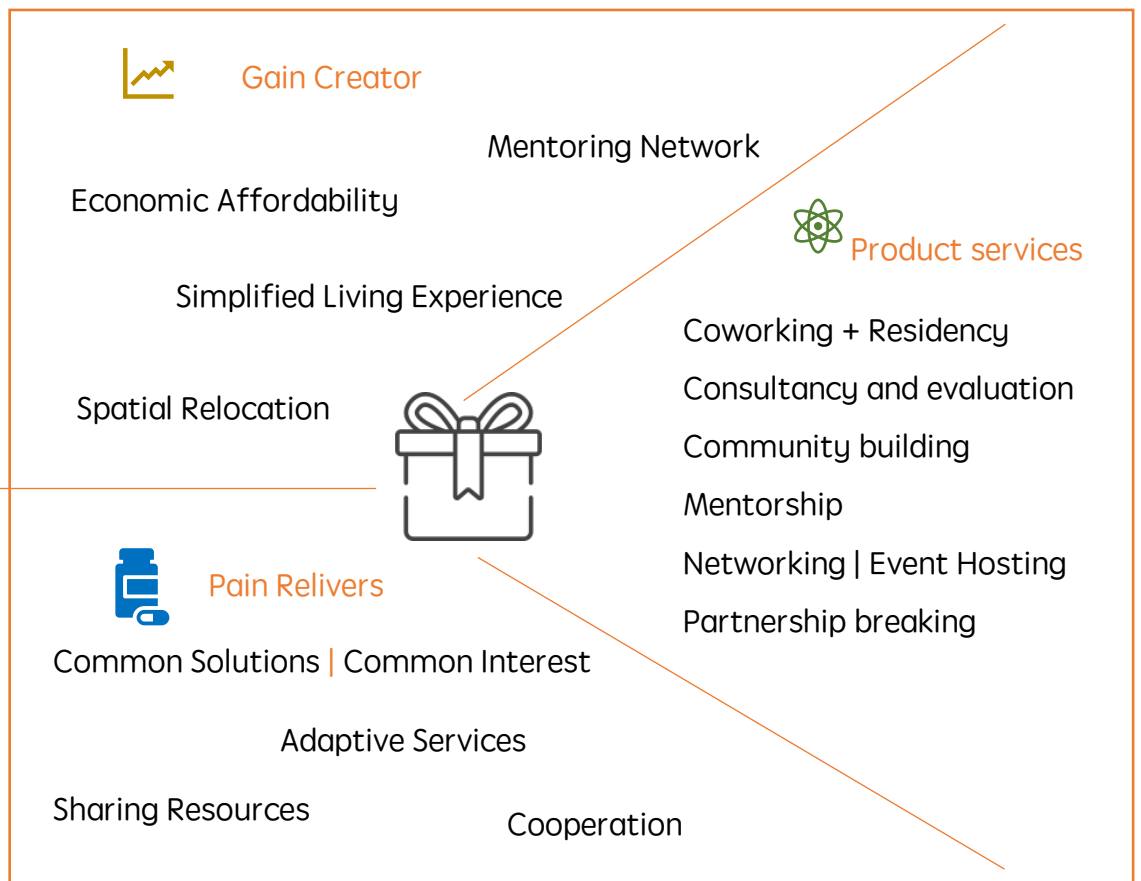 Gain Creator
Mentoring Network
Economic Affordability
Simplified Living Experience
Spatial Relocation
Product services
Coworking + Residency
Consultancy and evaluation
Community building
Mentorship
Networking | Event Hosting
Partnership breaking
Pain Relivers
Common Solutions | Common Interest
Adaptive Services
Sharing Resources
Cooperation